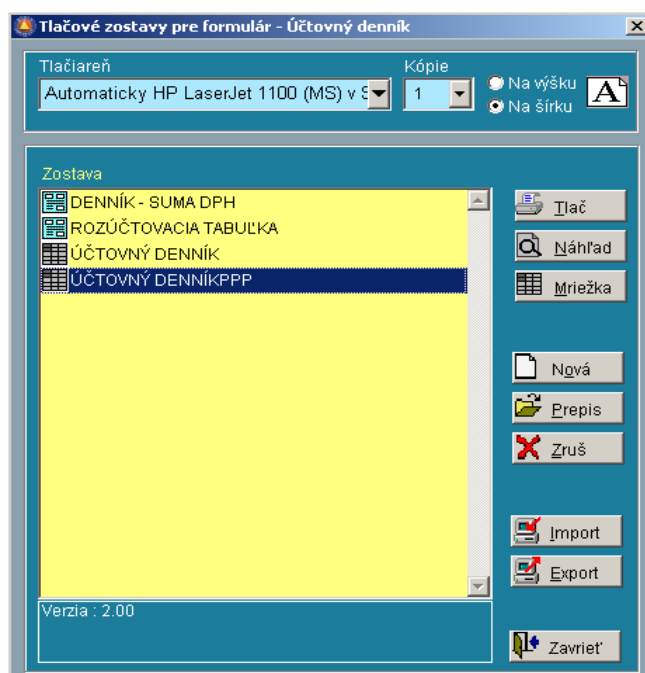 Tlačové zostavy pre formulár - Účtovný denník
Tlačiareň
Kópie
Automaticky HP LaserJet 1100 (MS) v
1
Na výšku
Na šírku
A
Zostava
DENNÍK - SUMA DPH
ROZÚČTOVACIA TABUĽKA
ÚČTOVNÝ DENNÍK
ÚČTOVNÝ DENNÍKPPP
Tlač
Náhľad
Mriežka
Nová
Prepis
Zruš
Import
Export
Verzia : 2.00
Zavrieť